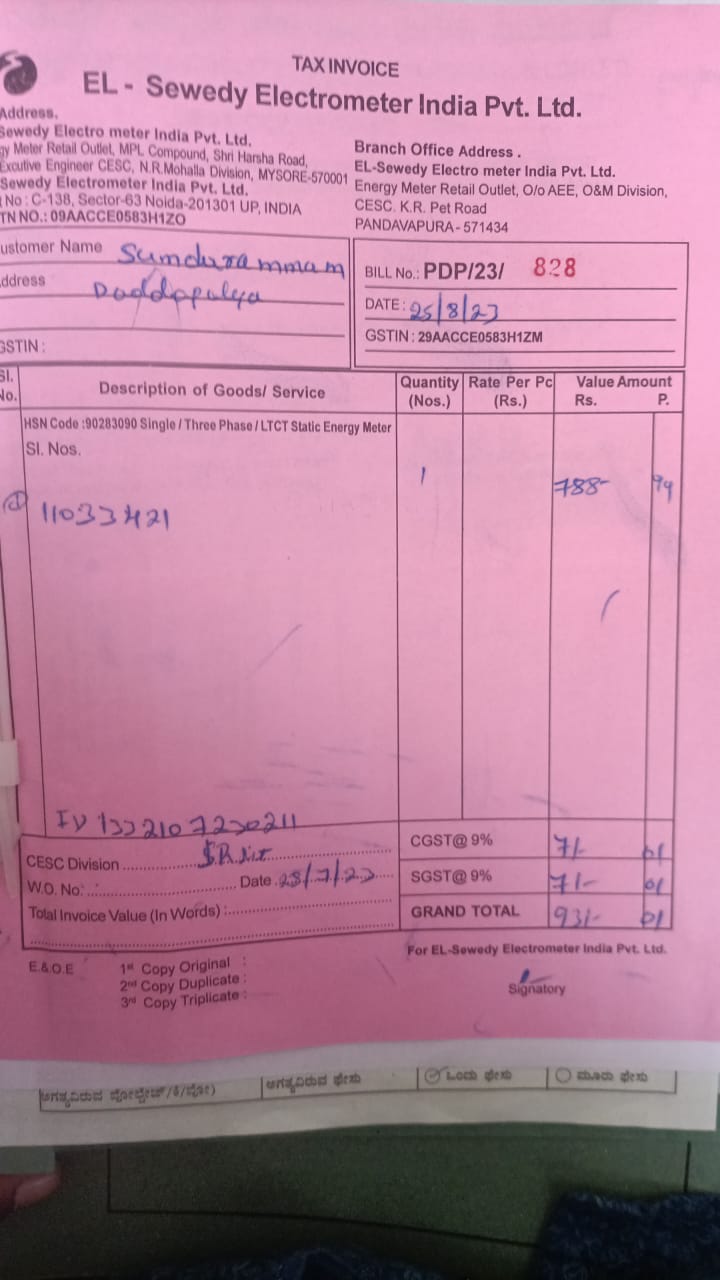 TAX INVOICE
EL - Sewedy Electrometer India Pvt. Ltd.
Address.
Sewedy Electro meter India Pvt. Ltd.
gy Meter Retail Outlet, MPL Compound, Shri Harsha Road,
Excutive Engineer CESC, N.R.Mohalla Division, MYSORE-570001
Sewedy Electrometer India Pvt. Ltd.
No : C-138, Sector-63 Noida-201301 UP, INDIA
TN NO.: 09AACCE0583H1ZO
Branch Office Address .
EL-Sewedy Electro meter India Pvt. Ltd.
Energy Meter Retail Outlet, O/o AEE, O&M Division,
CESC. K.R. Pet Road
PANDAVAPURA - 571434
ustomer Name Sundurammam
ddress Doddapalya
GSTIN :
BILL No.: PDP/23/ 828
DATE : 25/8/23
GSTIN : 29AACCE0583H1ZM
Sl. No. Description of Goods/ Service Quantity (Nos.) Rate Per Pc (Rs.) Value Amount Rs. P.
HSN Code :90283090 Single / Three Phase / LTCT Static Energy Meter
Sl. Nos.
1 788- 99
① 11033421
CESC Division
W.O. No: Date
Total Invoice Value (In Words) :
CGST@ 9% 71- 01
SGST@ 9% 71- 01
GRAND TOTAL 931- 01
For EL-Sewedy Electrometer India Pvt. Ltd.
Signatory
E.&.O.E
1st Copy Original :
2nd Copy Duplicate :
3rd Copy Triplicate :
ಅಗತ್ಯವಿರುವ ಫೇಸು ಒಂದು ಫೇಸು ಮೂರು ಫೇಸು